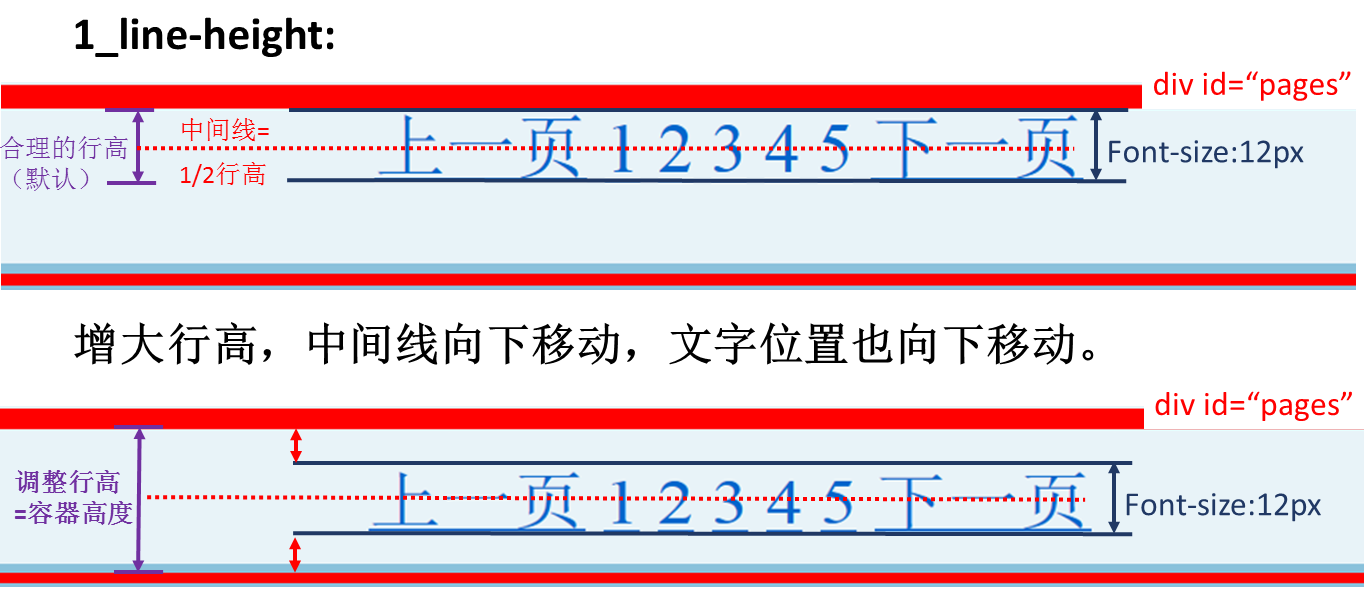 1_line-height:
div id=“pages”
合理的行高
（默认）
中间线=
1/2行高
上一页 1 2 3 4 5 下一页
Font-size:12px
增大行高，中间线向下移动，文字位置也向下移动。
div id=“pages”
调整行高
=容器高度
上一页 1 2 3 4 5 下一页
Font-size:12px